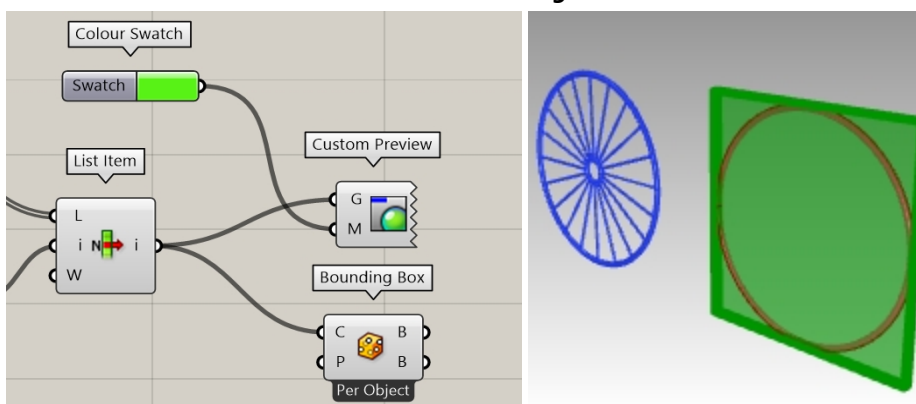 Colour Swatch
Swatch
List Item
Custom Preview
L
i N i
W
G
M
Bounding Box
C B
P B
Per Object